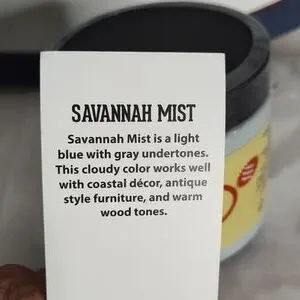 SAVANNAH MIST
Savannah Mist is a light
blue with gray undertones.
This cloudy color works well
with coastal décor, antique
style furniture, and warm
wood tones.